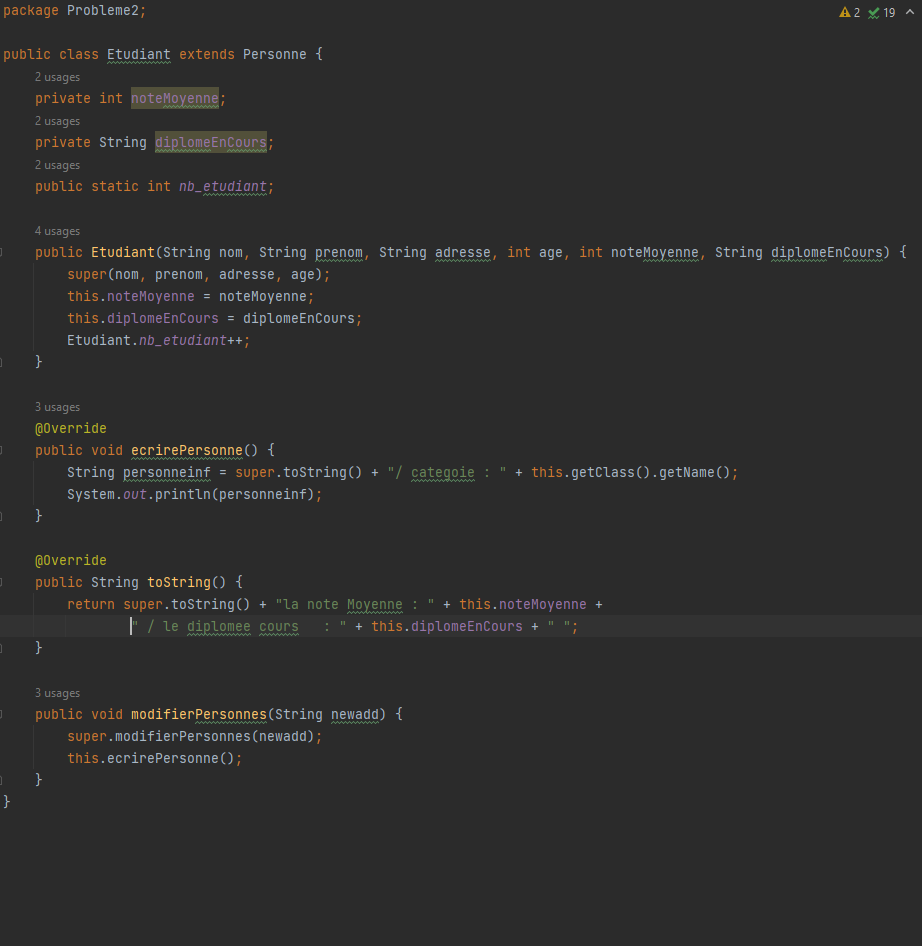 package Probleme2;
2 19
public class Etudiant extends Personne {
2 usages
private int noteMoyenne;
2 usages
private String diplomeEnCours;
2 usages
public static int nb_etudiant;
4 usages
public Etudiant(String nom, String prenom, String adresse, int age, int noteMoyenne, String diplomeEnCours) {
super(nom, prenom, adresse, age);
this.noteMoyenne = noteMoyenne;
this.diplomeEnCours = diplomeEnCours;
Etudiant.nb_etudiant++;
}
3 usages
@Override
public void ecrirePersonne() {
String personneinf = super.toString() + "/ categoie : " + this.getClass().getName();
System.out.println(personneinf);
}
@Override
public String toString() {
return super.toString() + "la note Moyenne : " + this.noteMoyenne +
" / le diplomee cours   : " + this.diplomeEnCours + " ";
}
3 usages
public void modifierPersonnes(String newadd) {
super.modifierPersonnes(newadd);
this.ecrirePersonne();
}
}